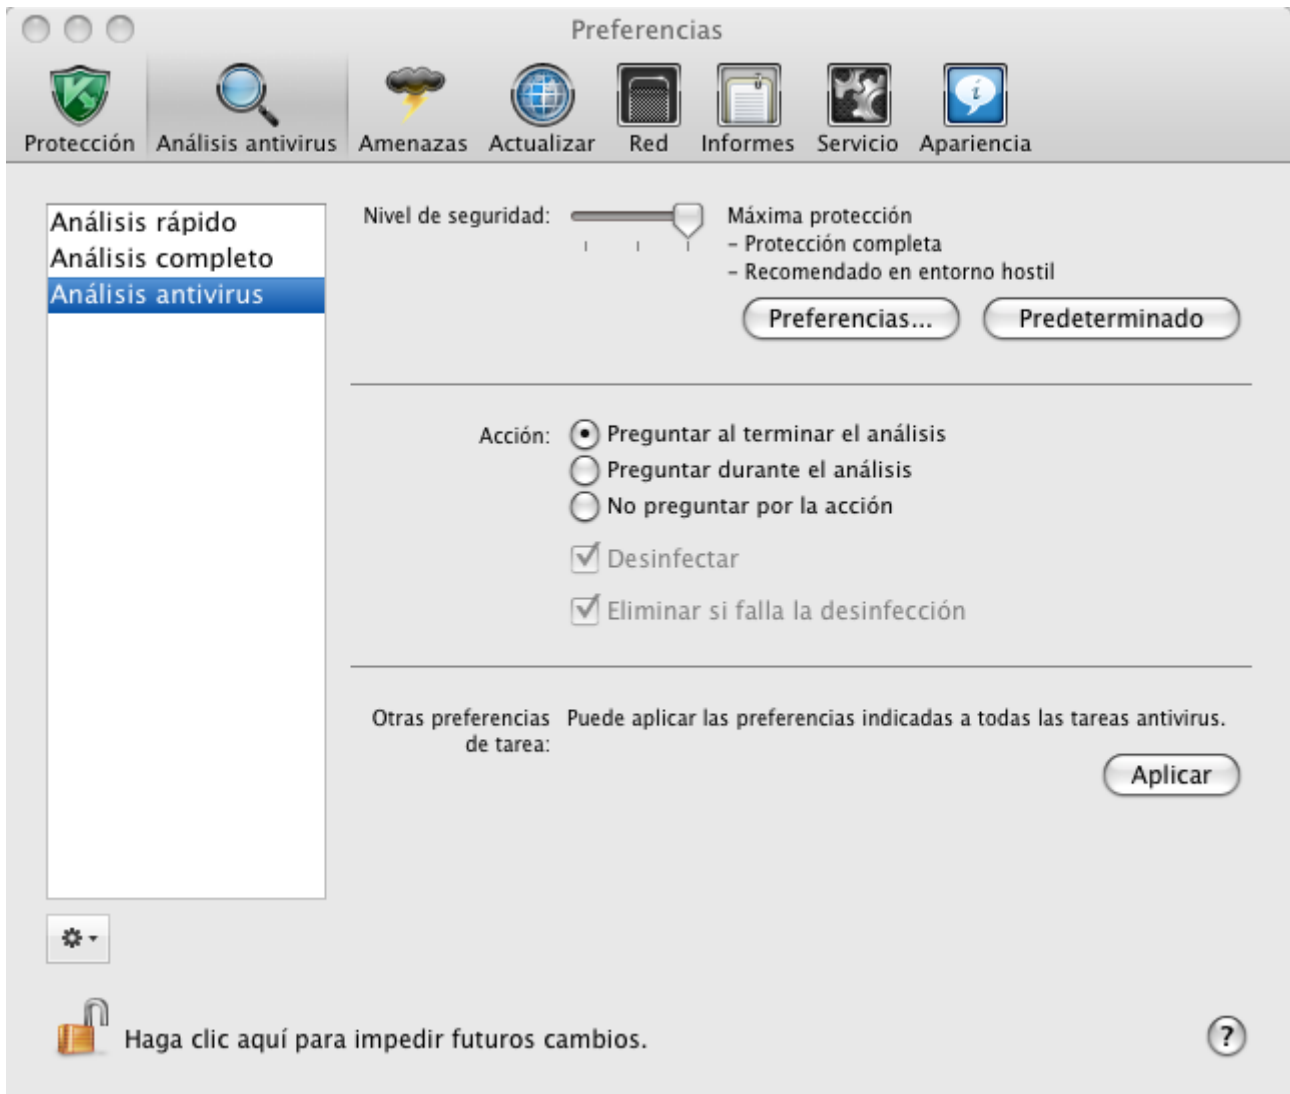 Preferencias
Protección Análisis antivirus Amenazas Actualizar Red Informes Servicio Apariencia
Análisis rápido
Análisis completo
Análisis antivirus
Nivel de seguridad:
Máxima protección
- Protección completa
- Recomendado en entorno hostil
Preferencias... Predeterminado
Acción: Preguntar al terminar el análisis
Preguntar durante el análisis
No preguntar por la acción
Desinfectar
Eliminar si falla la desinfección
Otras preferencias
de tarea:
Puede aplicar las preferencias indicadas a todas las tareas antivirus.
Aplicar
Haga clic aquí para impedir futuros cambios.
?